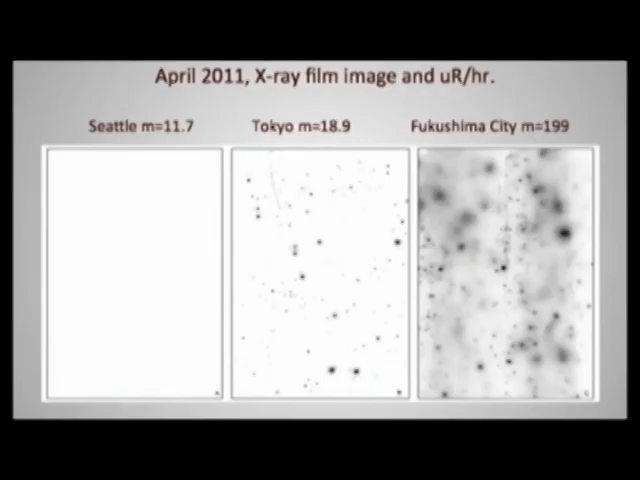 April 2011, X-ray film image and uR/hr.
Seattle m=11.7
Tokyo m=18.9
Fukushima City m=199